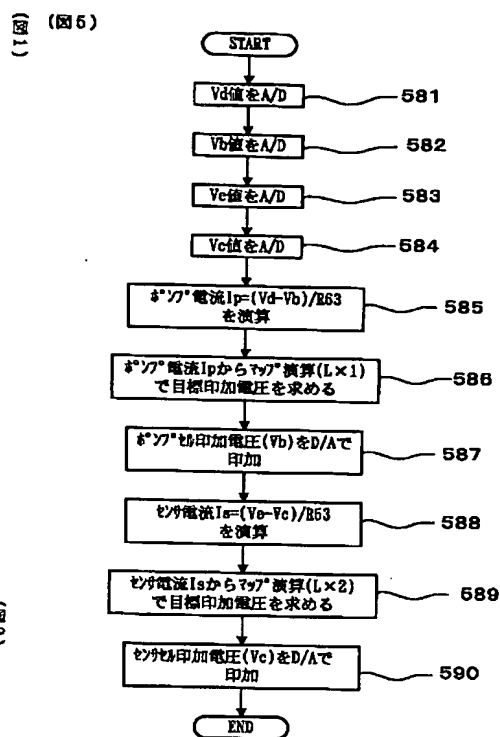 (図1)
(図5)
START
Vd値をA/D
581
Vb値をA/D
582
Ve値をA/D
583
Vc値をA/D
584
ポンプ電流Ip=(Vd-Vb)/R63
を演算
585
ポンプ電流Ipからマップ演算(L×1)
で目標印加電圧を求める
586
ポンプセル印加電圧(Vb)をD/Aで
印加
587
センサ電流Is=(Ve-Vc)/R53
を演算
588
センサ電流Isからマップ演算(L×2)
で目標印加電圧を求める
589
センサセル印加電圧(Vc)をD/Aで
印加
590
END